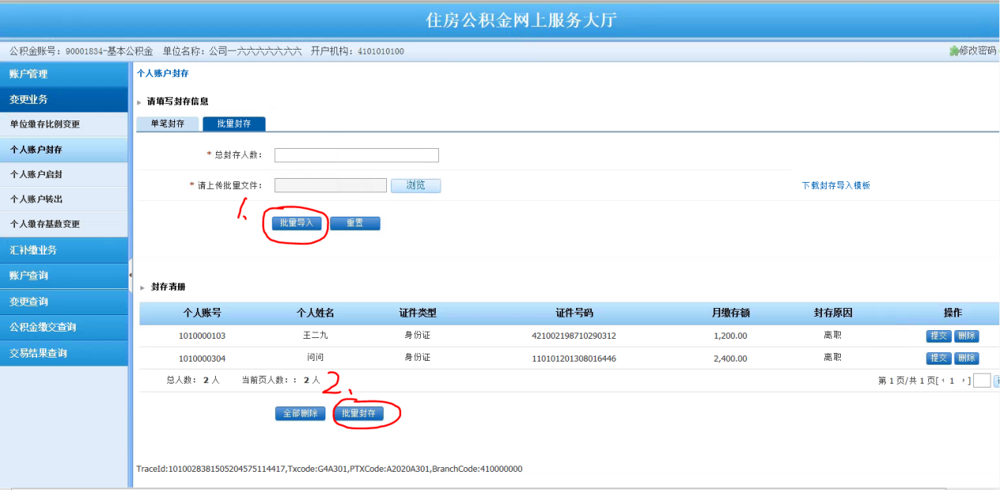 住房公积金网上服务大厅
公积金账号：90001834-基本公积金 单位名称：公司一六六六六六六六 开户机构：4101010100 修改密码
账户管理
变更业务
单位缴存比例变更
个人账户封存
个人账户启封
个人账户转出
个人缴存基数变更
汇补缴业务
账户查询
变更查询
公积金缴交查询
交易结果查询
个人账户封存
请填写封存信息
单笔封存 批量封存
* 总封存人数：
* 请上传批量文件： 浏览 下载封存导入模板
1.
批量导入 重置
封存清册
个人账号 个人姓名 证件类型 证件号码 月缴存额 封存原因 操作
1010000103 王二九 身份证 421002198710290312 1,200.00 离职 提交 删除
1010000304 问问 身份证 110101201308016446 2,400.00 离职 提交 删除
总人数： 2 人 当前页人数：： 2 人 第 1 页/共 1 页[ 1 ]
2.
全部删除 批量封存
TraceId:1010028381505204575114417,Txcode:G4A301,PTXCode:A2020A301,BranchCode:410000000